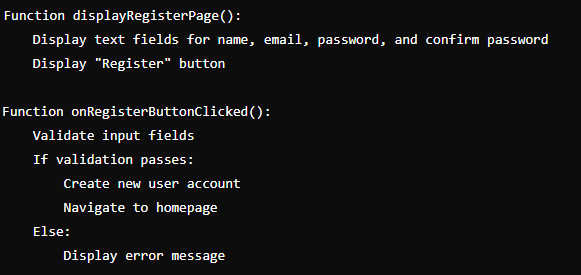 Function displayRegisterPage():
    Display text fields for name, email, password, and confirm password
    Display "Register" button

Function onRegisterButtonClicked():
    Validate input fields
    If validation passes:
        Create new user account
        Navigate to homepage
    Else:
        Display error message